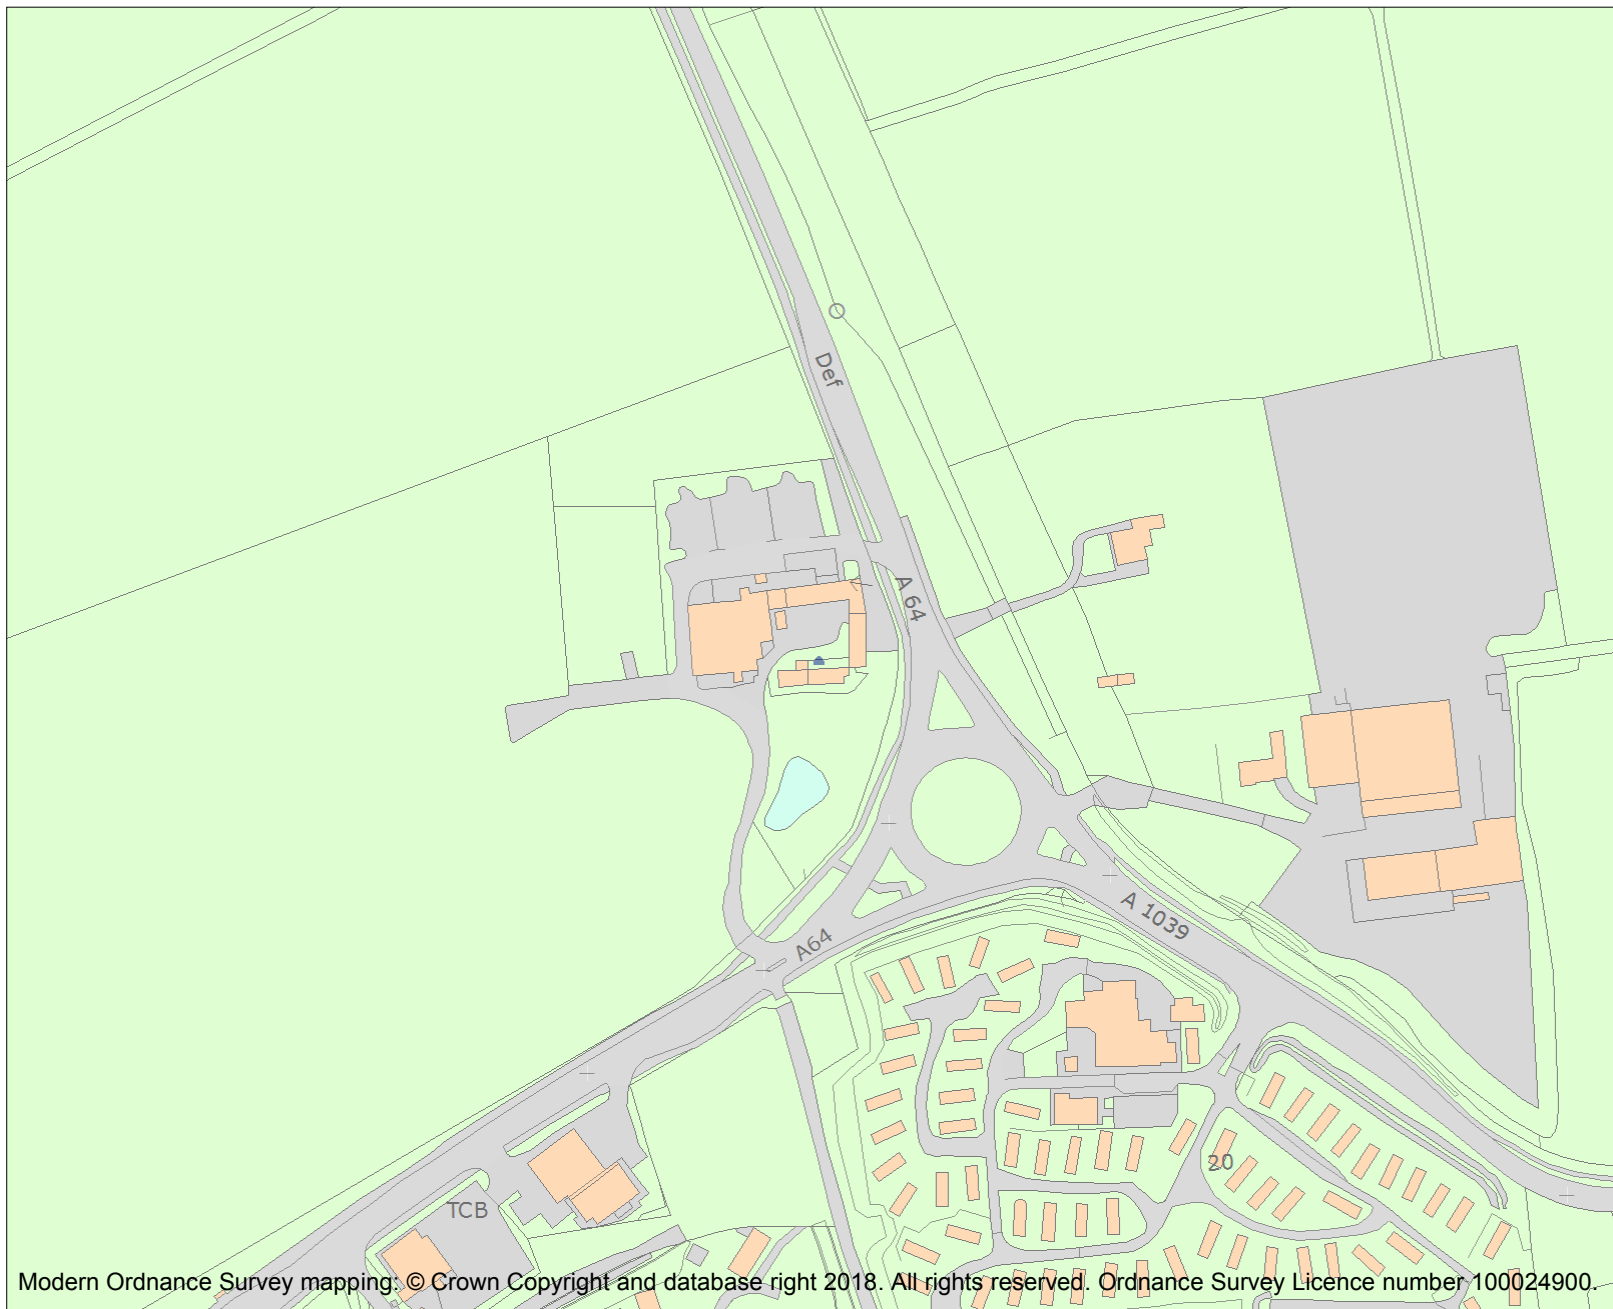 Def
A 64
A 1039
A64
20
TCB
Modern Ordnance Survey mapping: © Crown Copyright and database right 2018. All rights reserved. Ordnance Survey Licence number 100024900.